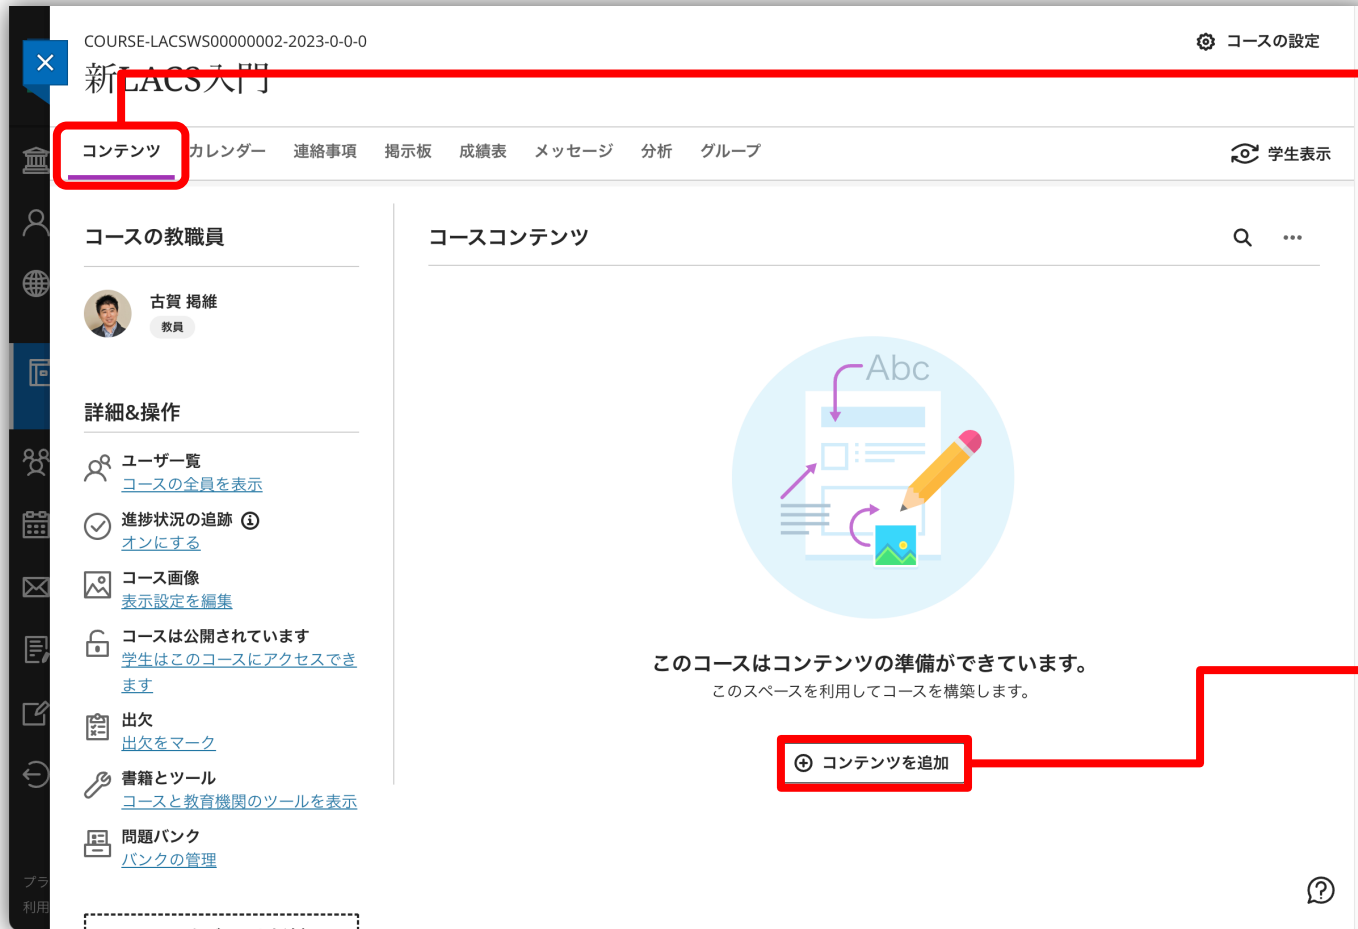 COURSE-LACSWS00000002-2023-0-0-0
コースの設定
新LACS入門
コンテンツ
カレンダー
連絡事項
掲示板
成績表
メッセージ
分析
グループ
学生表示
コースの教職員
古賀 掲維
教員
詳細&操作
ユーザ一覧
コースの全員を表示
進捗状況の追跡
オンにする
コース画像
表示設定を編集
コースは公開されています
学生はこのコースにアクセスでき
ます
出欠
出欠をマーク
書籍とツール
コースと教育機関のツールを表示
問題バンク
バンクの管理
コースコンテンツ
Abc
このコースはコンテンツの準備ができています。
このスペースを利用してコースを構築します。
コンテンツを追加
プラ
利用